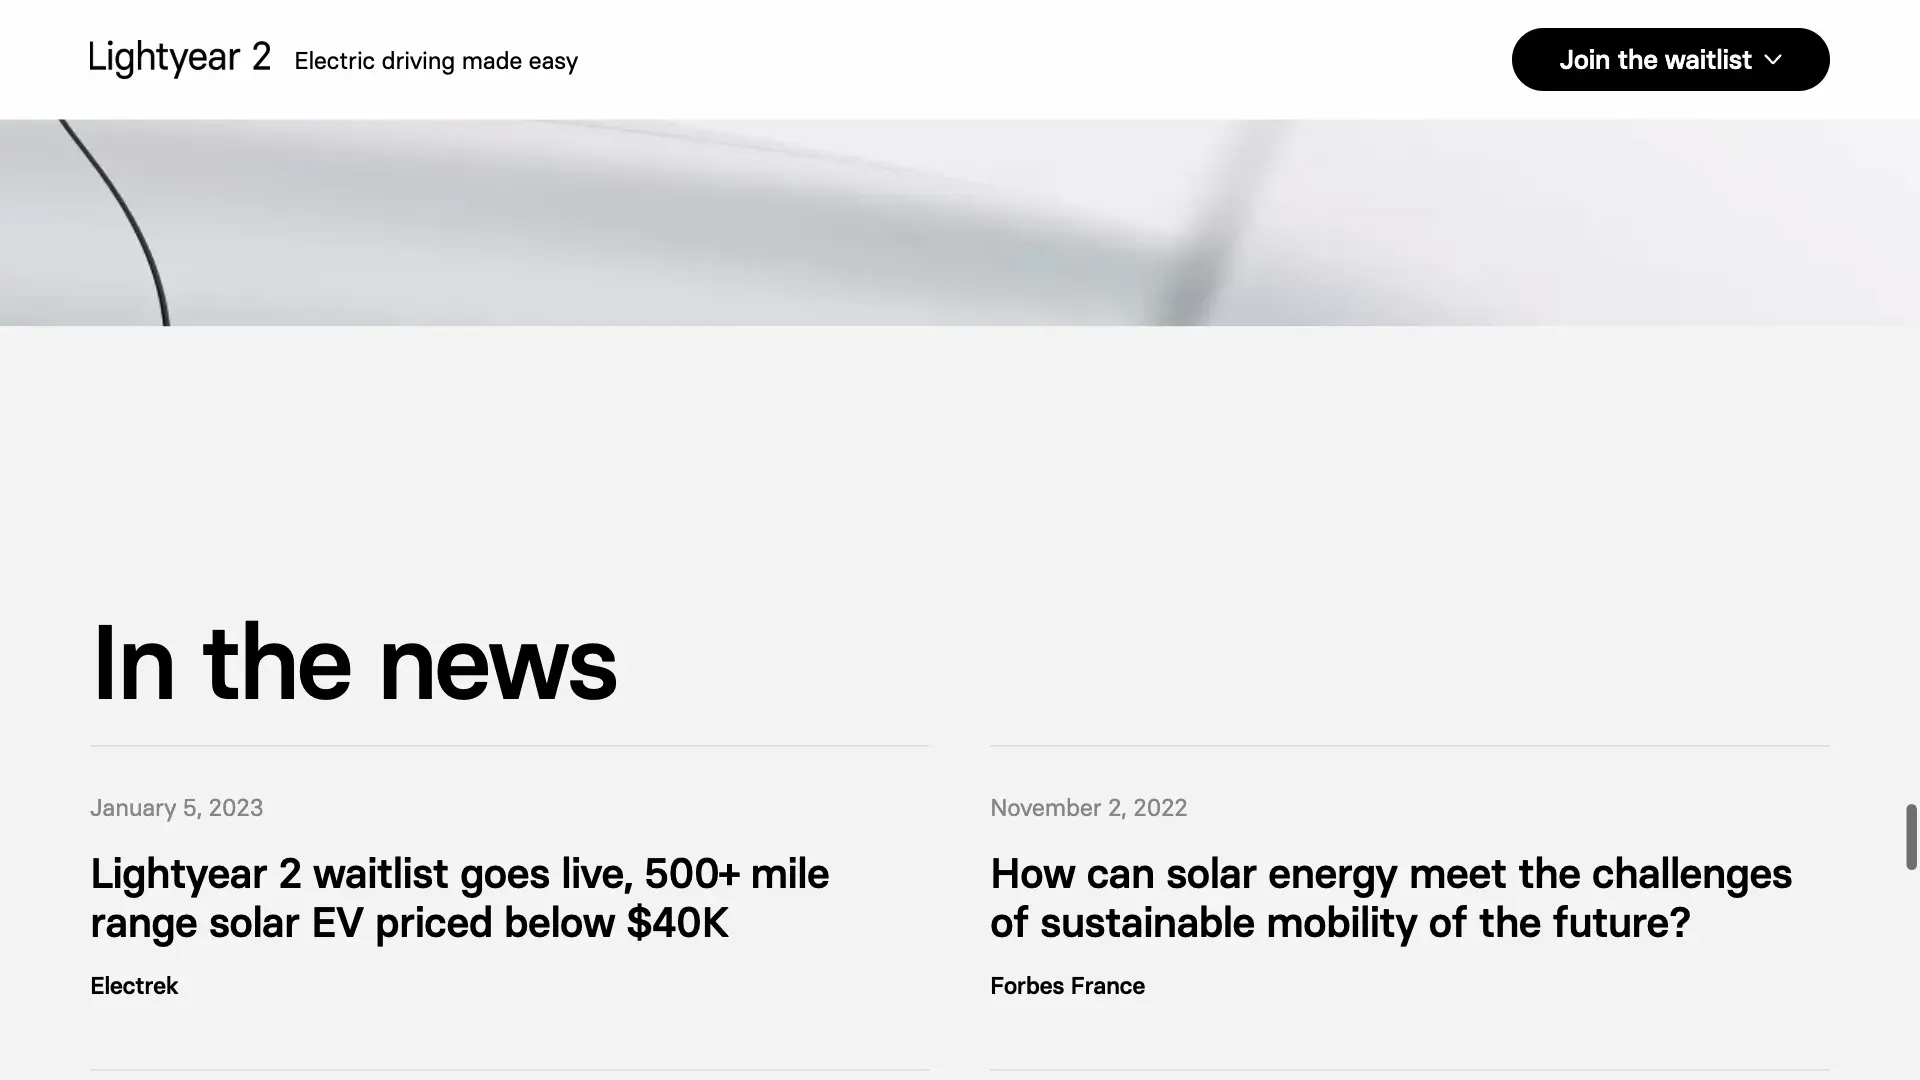 Lightyear 2 Electric driving made easy
Join the waitlist
In the news
January 5, 2023
Lightyear 2 waitlist goes live, 500+ mile
range solar EV priced below $40K
Electrek
November 2, 2022
How can solar energy meet the challenges
of sustainable mobility of the future?
Forbes France